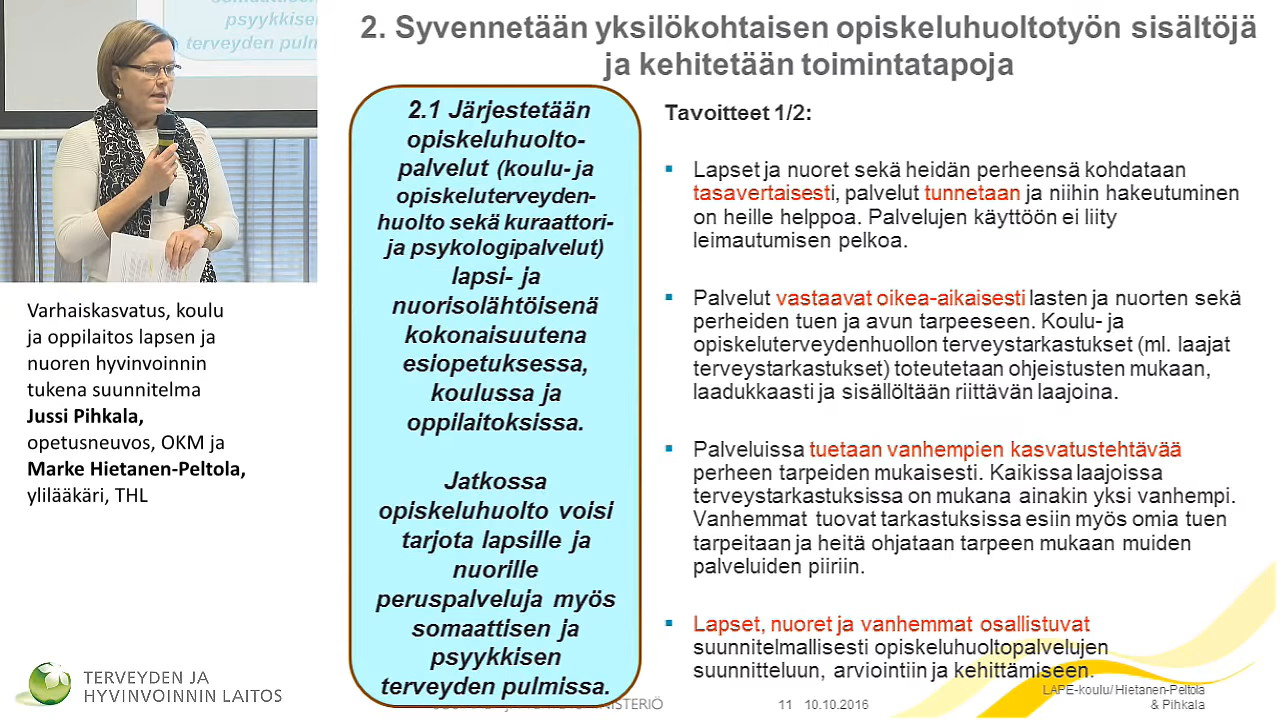 psyykkisen
terveyden pulm
2. Syvennetään yksilökohtaisen opiskeluhuoltotyön sisältöjä
ja kehitetään toimintatapoja
2.1 Järjestetään
opiskeluhuolto-
palvelut (koulu- ja
opiskeluterveyden-
huolto sekä kuraattori-
ja psykologipalvelut)
lapsi- ja
nuorisolähtöisenä
kokonaisuutena
esiopetuksessa,
koulussa ja
oppilaitoksissa.
Jatkossa
opiskeluhuolto voisi
tarjota lapsille ja
nuorille
peruspalveluja myös
somaattisen ja
psyykkisen
terveyden pulmissa.
Tavoitteet 1/2:
▪ Lapset ja nuoret sekä heidän perheensä kohdataan
tasavertaisesti, palvelut tunnetaan ja niihin hakeutuminen
on heille helppoa. Palvelujen käyttöön ei liity
leimautumisen pelkoa.
▪ Palvelut vastaavat oikea-aikaisesti lasten ja nuorten sekä
perheiden tuen ja avun tarpeeseen. Koulu- ja
opiskeluterveydenhuollon terveystarkastukset (ml. laajat
terveystarkastukset) toteutetaan ohjeistusten mukaan,
laadukkaasti ja sisällöltään riittävän laajoina.
▪ Palveluissa tuetaan vanhempien kasvatustehtävää
perheen tarpeiden mukaisesti. Kaikissa laajoissa
terveystarkastuksissa on mukana ainakin yksi vanhempi.
Vanhemmat tuovat tarkastuksissa esiin myös omia tuen
tarpeitaan ja heitä ohjataan tarpeen mukaan muiden
palveluiden piiriin.
▪ Lapset, nuoret ja vanhemmat osallistuvat
suunnitelmallisesti opiskeluhuoltopalvelujen
suunnitteluun, arviointiin ja kehittämiseen.
Varhaiskasvatus, koulu
ja oppilaitos lapsen ja
nuoren hyvinvoinnin
tukena suunnitelma
Jussi Pihkala,
opetusneuvos, OKM ja
Marke Hietanen-Peltola,
ylilääkäri, THL
TERVEYDEN JA
HYVINVOINNIN LAITOS
11 10.10.2016
LAPE-koulu/ Hietanen-Peltola
& Pihkala